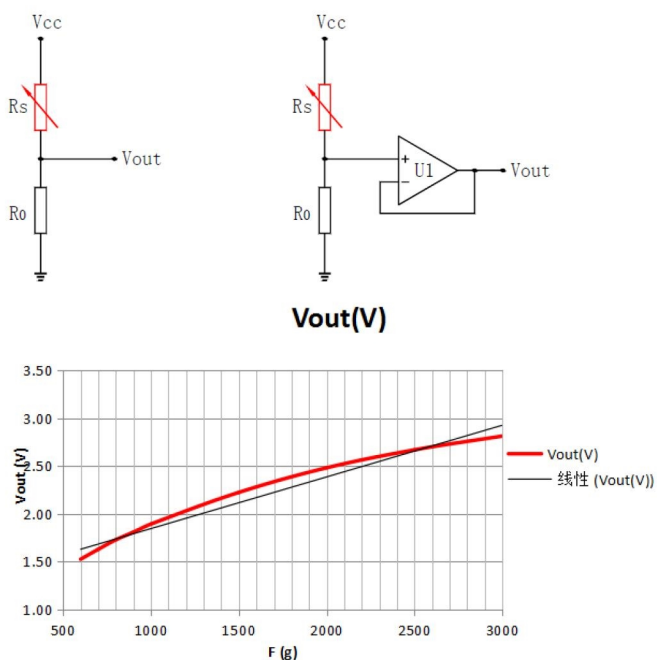 Vcc
Vcc
Rs
Rs
Vout
+
−
U1
Vout
R0
R0
Vout(V)
3.50
3.00
2.50
2.00
1.50
1.00
Vout (V)
500
1000
1500
2000
2500
3000
F (g)
Vout(V)
线性 (Vout(V))